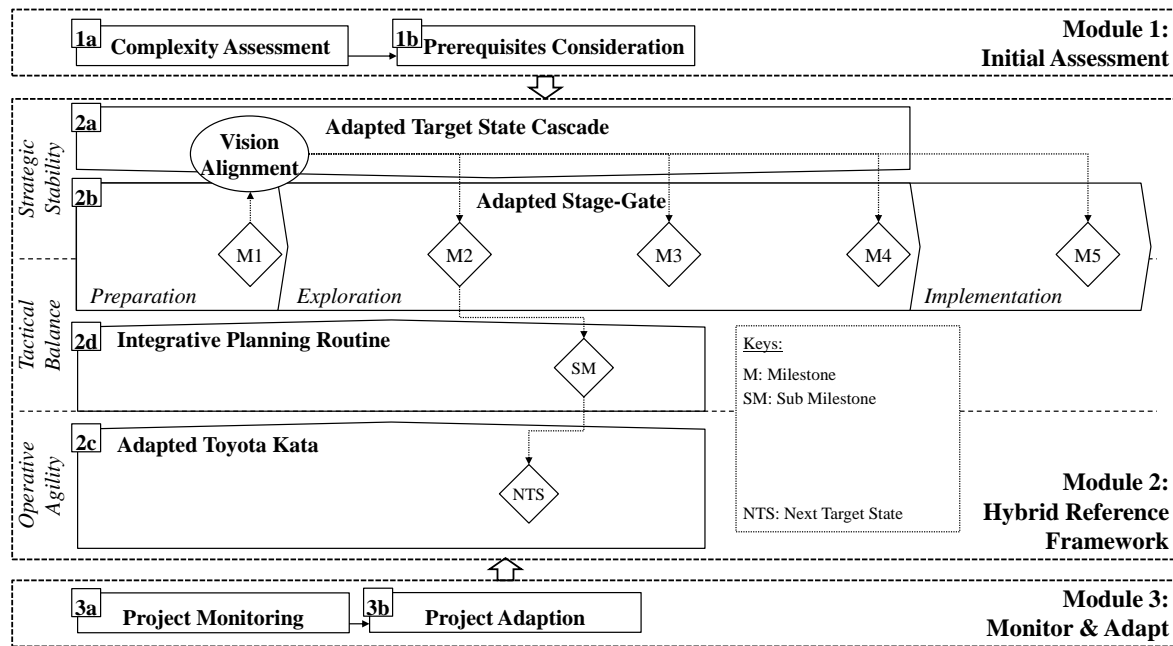 1a
Complexity Assessment
1b
Prerequisites Consideration
Module 1:
Initial Assessment
Strategic
Stability
2a
Adapted Target State Cascade
Vision
Alignment
2b
Adapted Stage-Gate
M1
M2
M3
M4
M5
Preparation
Exploration
Implementation
Tactical
Balance
2d
Integrative Planning Routine
SM
Keys:
M: Milestone
SM: Sub Milestone
NTS: Next Target State
Operative
Agility
2c
Adapted Toyota Kata
NTS
Module 2:
Hybrid Reference
Framework
3a
Project Monitoring
3b
Project Adaption
Module 3:
Monitor & Adapt